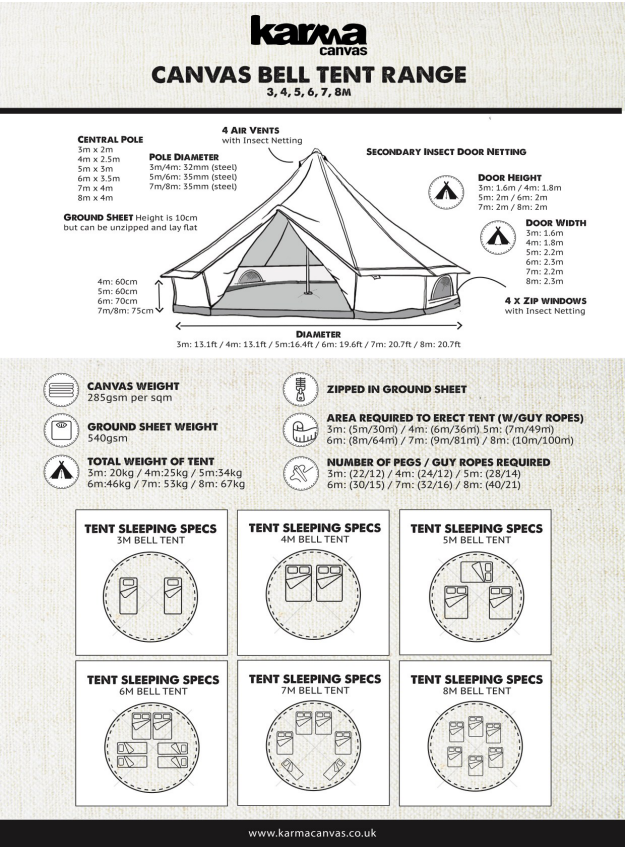 karma
canvas
CANVAS BELL TENT RANGE
3, 4, 5, 6, 7, 8M
CENTRAL POLE
3m x 2m
4m x 2.5m
5m x 3m
6m x 3.5m
7m x 4m
8m x 4m
POLE DIAMETER
3m/4m: 32mm (steel)
5m/6m: 35mm (steel)
7m/8m: 35mm (steel)
4 AIR VENTS
with Insect Netting
SECONDARY INSECT DOOR NETTING
DOOR HEIGHT
3m: 1.6m / 4m: 1.8m
5m: 2m / 6m: 2m
7m: 2m / 8m: 2m
GROUND SHEET Height is 10cm
but can be unzipped and lay flat
DOOR WIDTH
3m: 1.6m
4m: 1.8m
5m: 2.2m
6m: 2.3m
7m: 2.2m
8m: 2.3m
4m: 60cm
5m: 60cm
6m: 70cm
7m/8m: 75cm
4 X ZIP WINDOWS
with Insect Netting
DIAMETER
3m: 13.1ft / 4m: 13.1ft / 5m:16.4ft / 6m: 19.6ft / 7m: 20.7ft / 8m: 20.7ft
CANVAS WEIGHT
285gsm per sqm
GROUND SHEET WEIGHT
540gsm
TOTAL WEIGHT OF TENT
3m: 20kg / 4m:25kg / 5m:34kg
6m:46kg / 7m: 53kg / 8m: 67kg
ZIPPED IN GROUND SHEET
AREA REQUIRED TO ERECT TENT (W/GUY ROPES)
3m: (5m/30m) / 4m: (6m/36m) 5m: (7m/49m)
6m: (8m/64m) / 7m: (9m/81m) / 8m: (10m/100m)
NUMBER OF PEGS / GUY ROPES REQUIRED
3m: (22/12) / 4m: (24/12) / 5m: (28/14)
6m: (30/15) / 7m: (32/16) / 8m: (40/21)
TENT SLEEPING SPECS
3M BELL TENT
TENT SLEEPING SPECS
4M BELL TENT
TENT SLEEPING SPECS
5M BELL TENT
TENT SLEEPING SPECS
6M BELL TENT
TENT SLEEPING SPECS
7M BELL TENT
TENT SLEEPING SPECS
8M BELL TENT
www.karmacanvas.co.uk